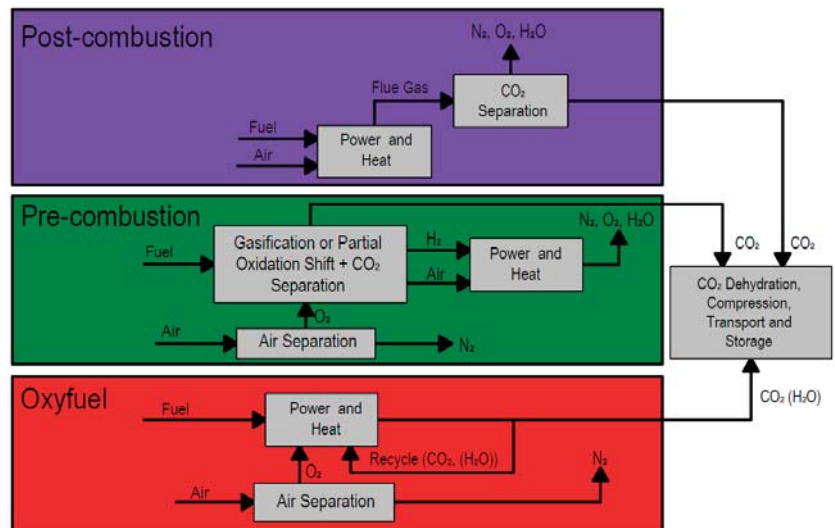 Post-combustion
N₂, O₂, H₂O
Flue Gas
CO₂
Separation
Fuel
Air
Power and
Heat
Pre-combustion
N₂, O₂, H₂O
Fuel
Gasification or Partial
Oxidation Shift + CO₂
Separation
H₂
Air
Power and
Heat
O₂
Air
Air Separation
N₂
CO₂
CO₂
CO₂ Dehydration,
Compression,
Transport and
Storage
CO₂ (H₂O)
Oxyfuel
Fuel
Power and
Heat
Recycle (CO₂, (H₂O))
O₂
N₂
Air
Air Separation